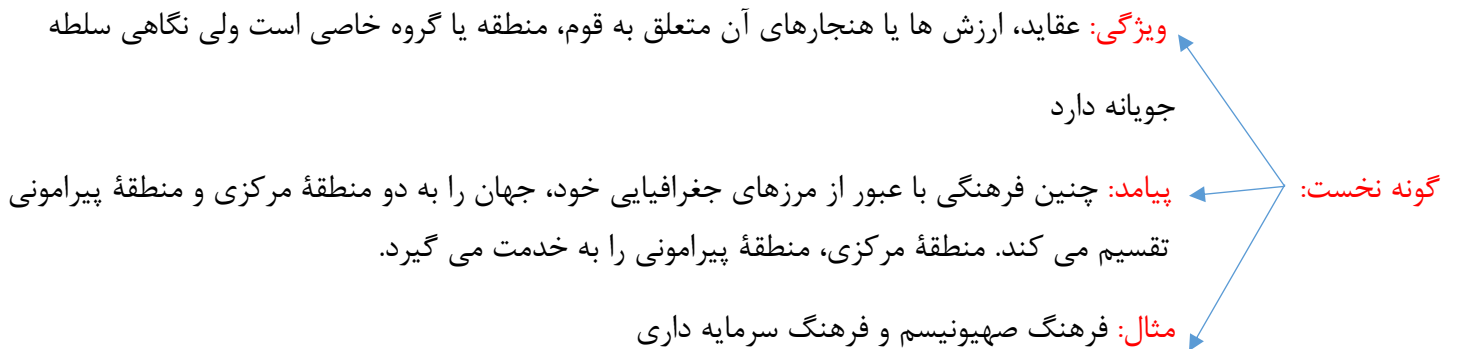 ویژگی: عقاید، ارزش ها یا هنجارهای آن متعلق به قوم، منطقه یا گروه خاصی است ولی نگاهی سلطه
جویانه دارد
گونه نخست:
پیامد: چنین فرهنگی با عبور از مرزهای جغرافیایی خود، جهان را به دو منطقهٔ مرکزی و منطقهٔ پیرامونی
تقسیم می کند. منطقهٔ مرکزی، منطقهٔ پیرامونی را به خدمت می گیرد.
مثال: فرهنگ صهیونیسم و فرهنگ سرمایه داری